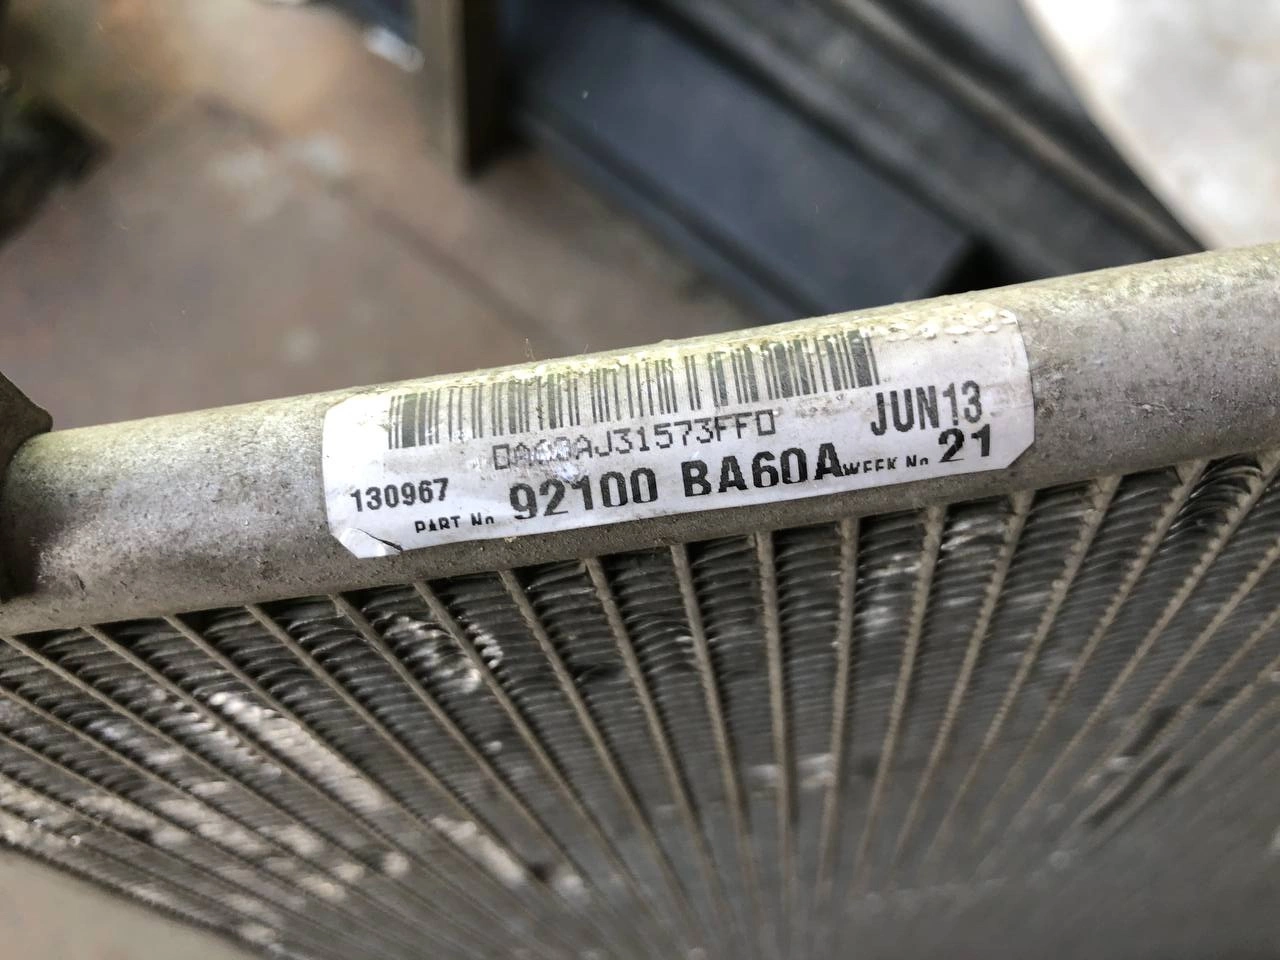 JUN13
130967
PART No 92100 BA60A WEEK No 21